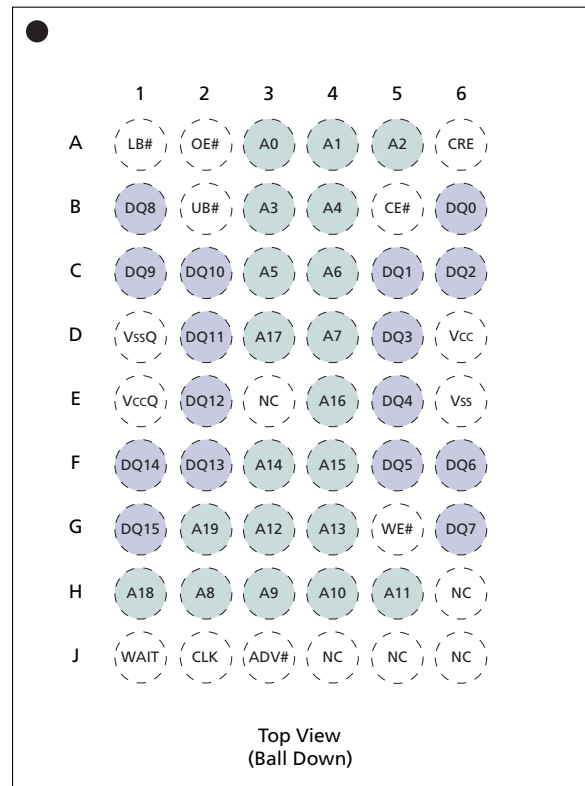 1 2 3 4 5 6
A LB# OE# A0 A1 A2 CRE
B DQ8 UB# A3 A4 CE# DQ0
C DQ9 DQ10 A5 A6 DQ1 DQ2
D VssQ DQ11 A17 A7 DQ3 Vcc
E VccQ DQ12 NC A16 DQ4 Vss
F DQ14 DQ13 A14 A15 DQ5 DQ6
G DQ15 A19 A12 A13 WE# DQ7
H A18 A8 A9 A10 A11 NC
J WAIT CLK ADV# NC NC NC
Top View
(Ball Down)